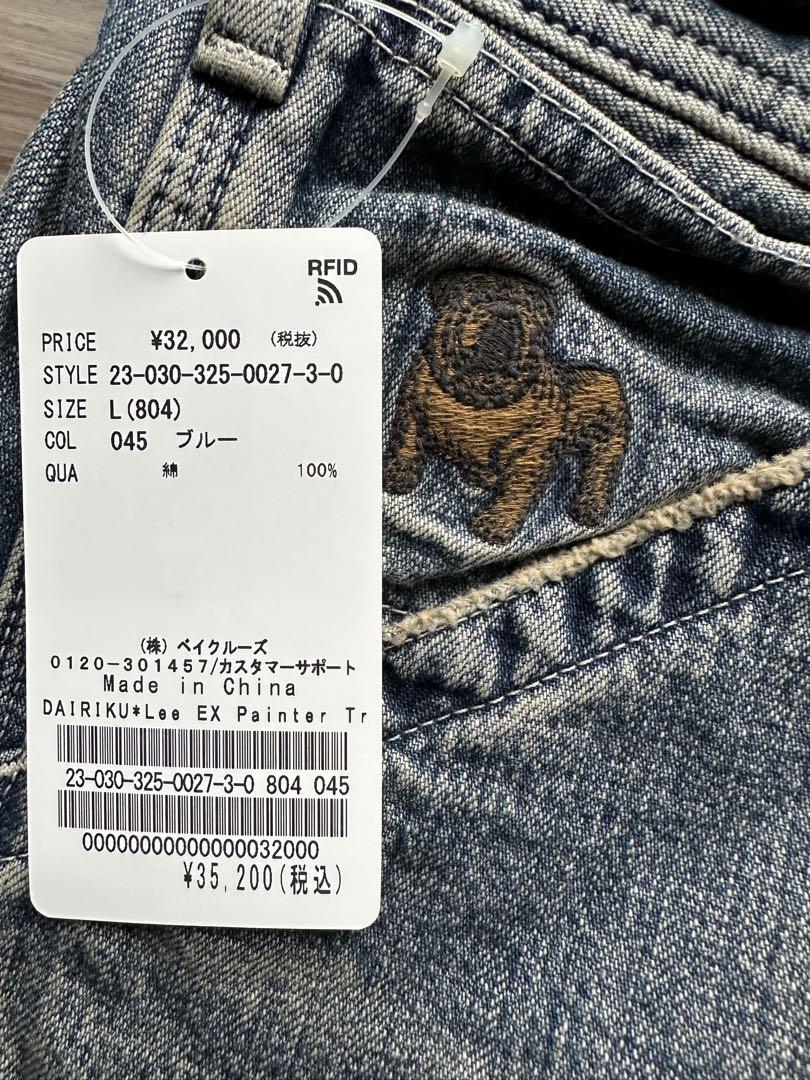 RFID
PRICE ¥32,000 (税抜)
STYLE 23-030-325-0027-3-0
SIZE L(804)
COL 045 ブルー
QUA 綿 100%
(株) ベイクルーズ
0120-301457/カスタマーサポート
Made in China
DAIRIKU*Lee EX Painter Tr
23-030-325-0027-3-0 804 045
00000000000000032000
¥35,200(税込)